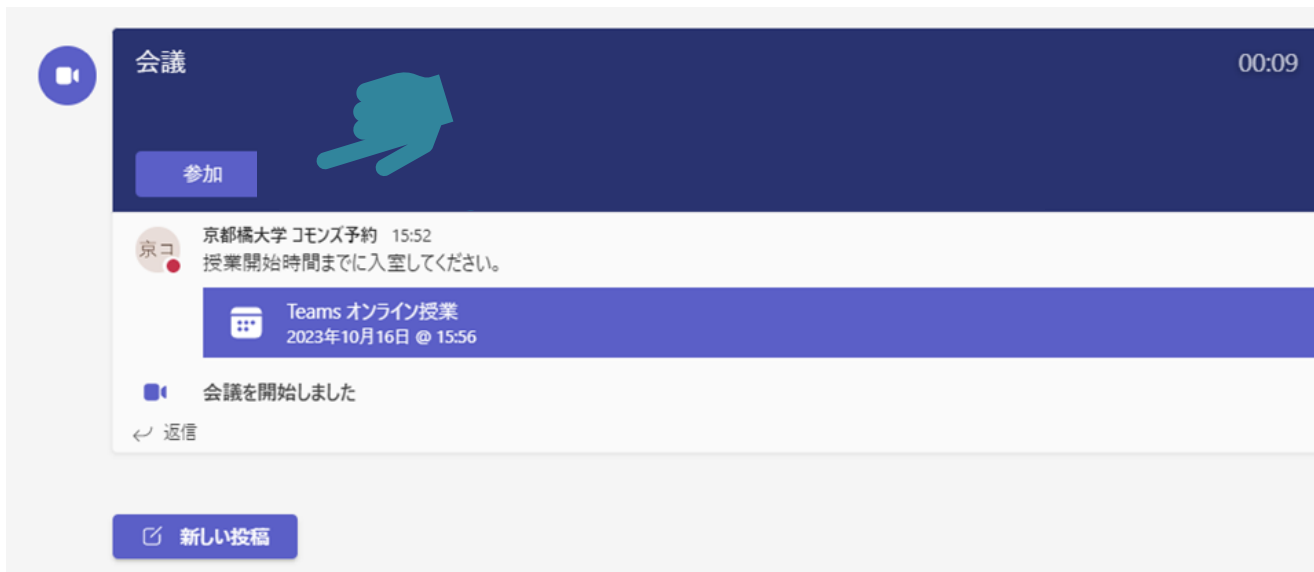 会議
00:09
参加
京都橘大学 コモンズ予約 15:52
京コ
授業開始時間までに入室してください。
Teams オンライン授業
2023年10月16日 @ 15:56
会議を開始しました
返信
新しい投稿